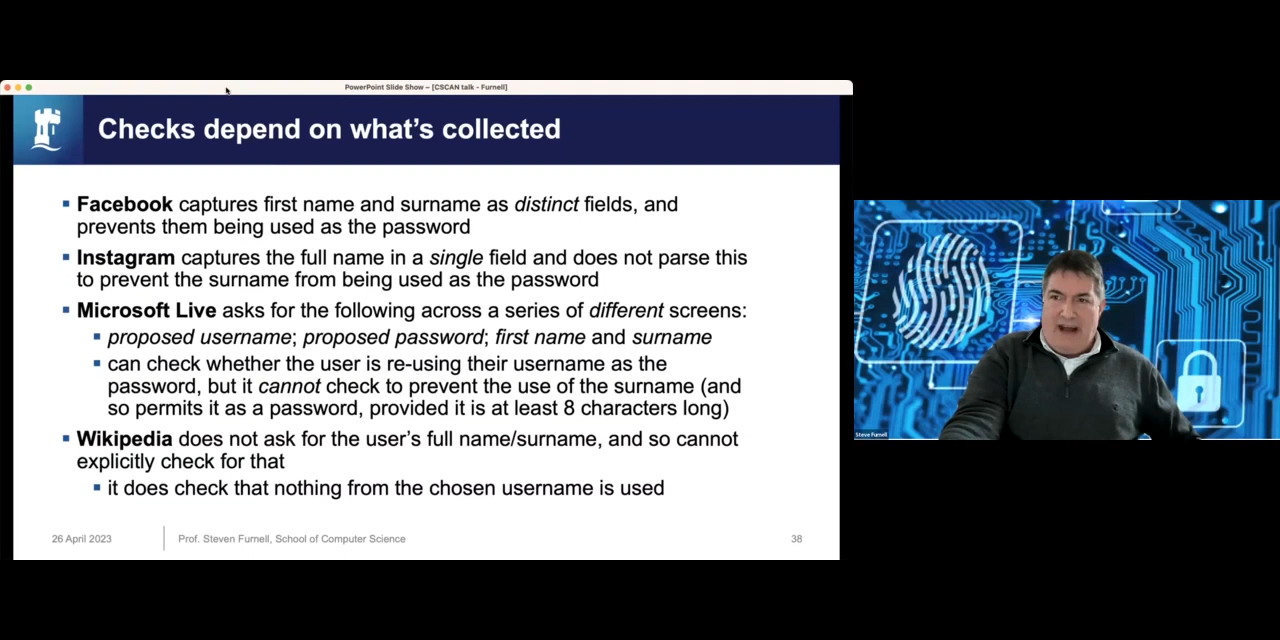 PowerPoint Slide Show – [CSCAN talk - Furnell]
Checks depend on what's collected
▪ Facebook captures first name and surname as distinct fields, and
prevents them being used as the password
▪ Instagram captures the full name in a single field and does not parse this
to prevent the surname from being used as the password
▪ Microsoft Live asks for the following across a series of different screens:
▪ proposed username; proposed password; first name and surname
▪ can check whether the user is re-using their username as the
password, but it cannot check to prevent the use of the surname (and
so permits it as a password, provided it is at least 8 characters long)
▪ Wikipedia does not ask for the user's full name/surname, and so cannot
explicitly check for that
▪ it does check that nothing from the chosen username is used
26 April 2023
Prof. Steven Furnell, School of Computer Science
38
Steve Furnell